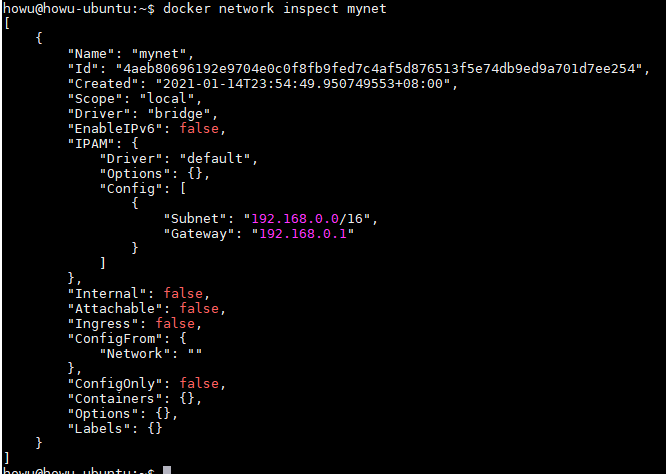 howu@howu-ubuntu:~$ docker network inspect mynet
[
    {
        "Name": "mynet",
        "Id": "4aeb80696192e9704e0c0f8fb9fed7c4af5d876513f5e74db9ed9a701d7ee254",
        "Created": "2021-01-14T23:54:49.950749553+08:00",
        "Scope": "local",
        "Driver": "bridge",
        "EnableIPv6": false,
        "IPAM": {
            "Driver": "default",
            "Options": {},
            "Config": [
                {
                    "Subnet": "192.168.0.0/16",
                    "Gateway": "192.168.0.1"
                }
            ]
        },
        "Internal": false,
        "Attachable": false,
        "Ingress": false,
        "ConfigFrom": {
            "Network": ""
        },
        "ConfigOnly": false,
        "Containers": {},
        "Options": {},
        "Labels": {}
    }
]
howu@howu-ubuntu:~$